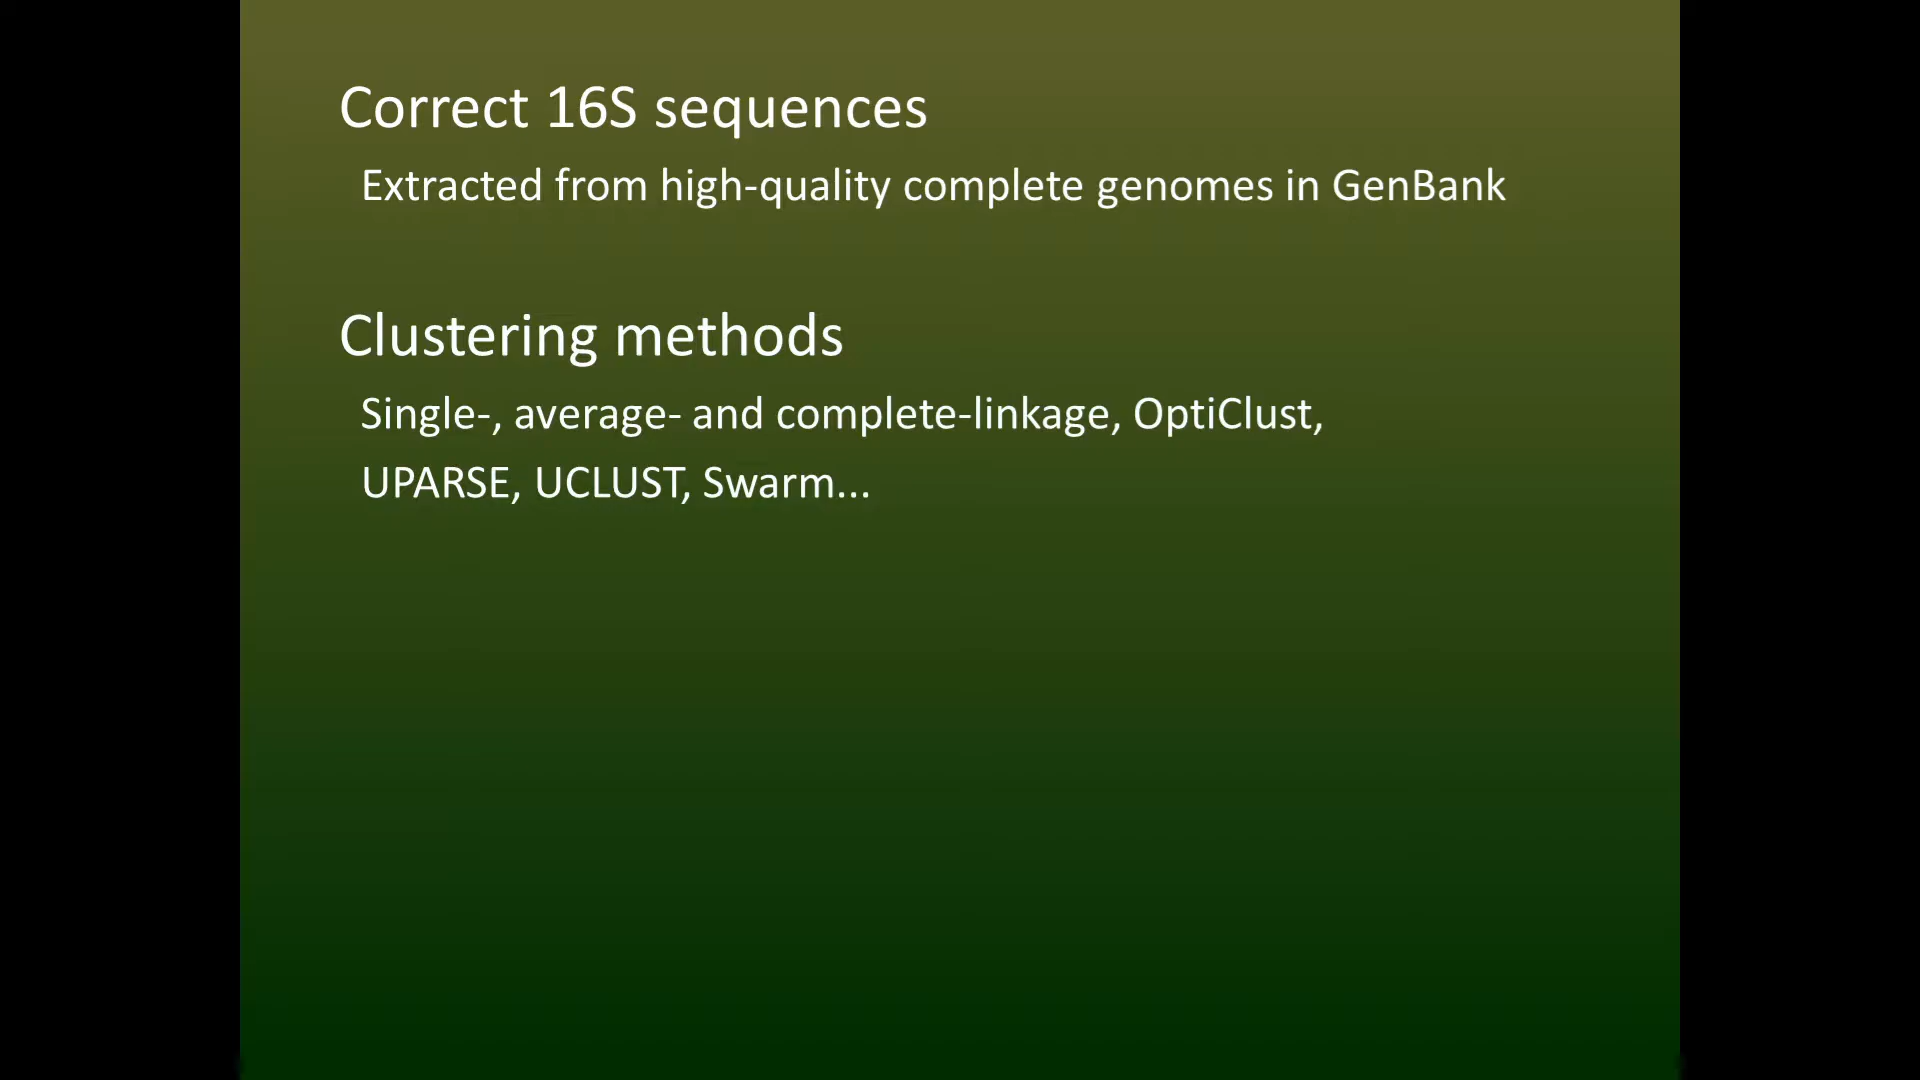 Correct 16S sequences
Extracted from high-quality complete genomes in GenBank
Clustering methods
Single-, average- and complete-linkage, OptiClust,
UPARSE, UCLUST, Swarm...